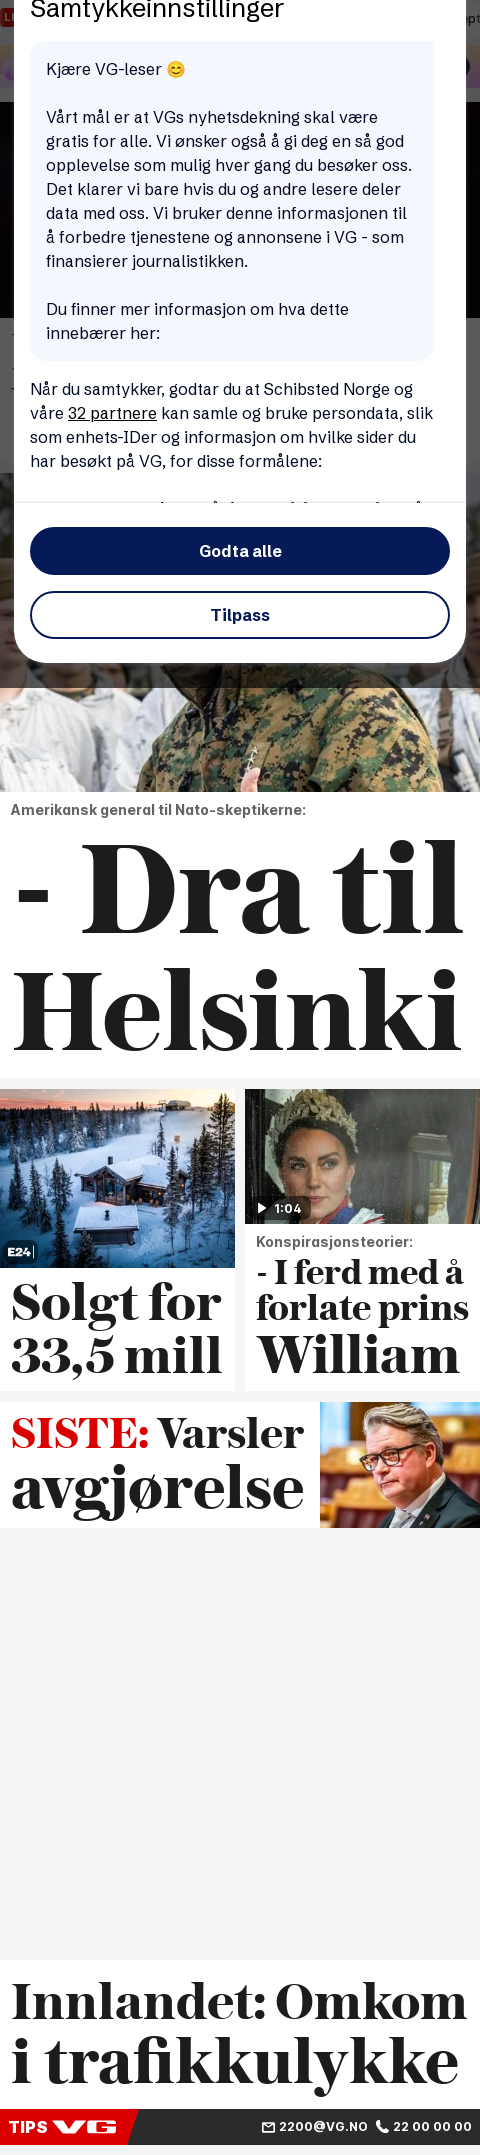 Samtykkeinnstillinger
Kjære VG-leser 😊
Vårt mål er at VGs nyhetsdekning skal være
gratis for alle. Vi ønsker også å gi deg en så god
opplevelse som mulig hver gang du besøker oss.
Det klarer vi bare hvis du og andre lesere deler
data med oss. Vi bruker denne informasjonen til
å forbedre tjenestene og annonsene i VG - som
finansierer journalistikken.
Du finner mer informasjon om hva dette
innebærer her:
Når du samtykker, godtar du at Schibsted Norge og
våre 32 partnere kan samle og bruke persondata, slik
som enhets-IDer og informasjon om hvilke sider du
har besøkt på VG, for disse formålene:
Godta alle
Tilpass
Amerikansk general til Nato-skeptikerne:
- Dra til
Helsinki
E24
Solgt for
33,5 mill
1:04
Konspirasjonsteorier:
- I ferd med å
forlate prins
William
SISTE: Varsler
avgjørelse
Innlandet: Omkom
i trafikkulykke
TIPS VG 2200@VG.NO 22 00 00 00